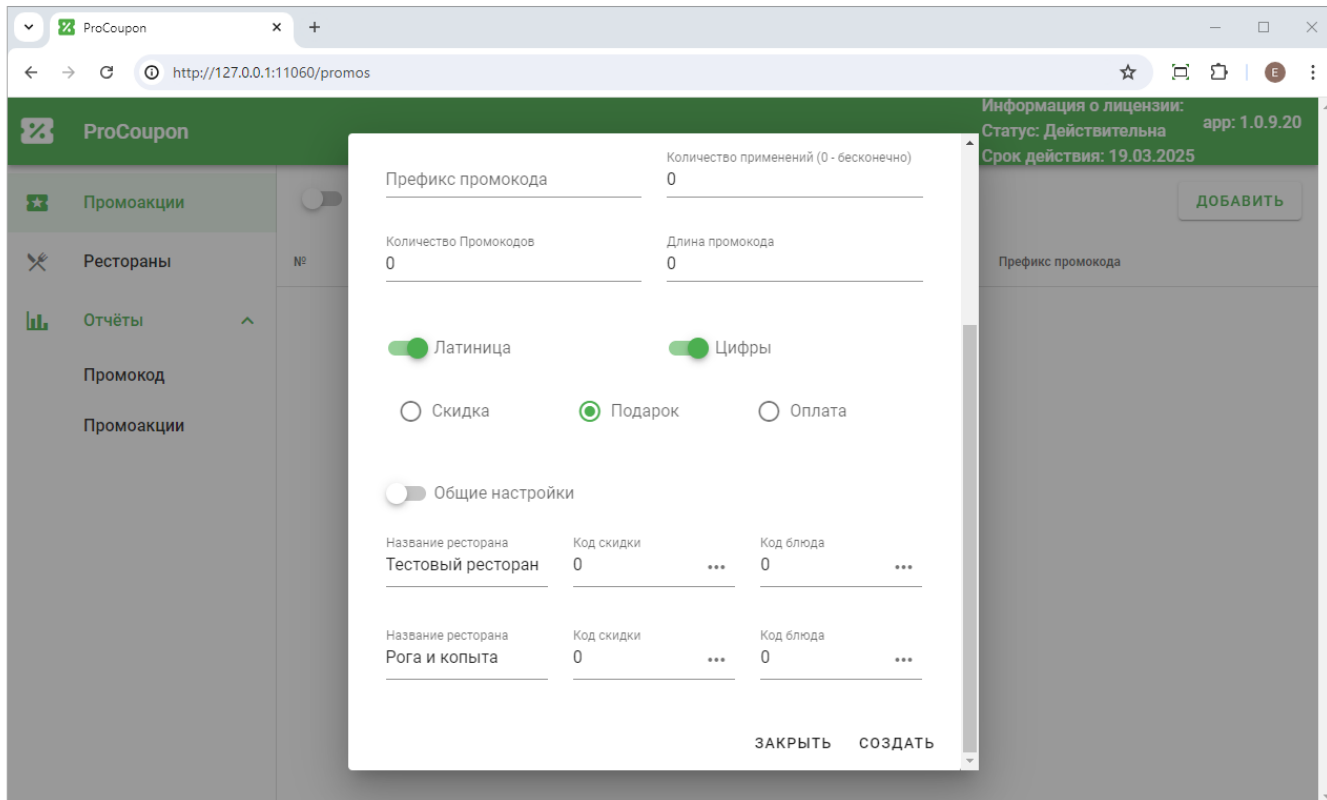 ProCoupon
http://127.0.0.1:11060/promos
E
ProCoupon
Информация о лицензии:
Статус: Действительна
Срок действия: 19.03.2025
app: 1.0.9.20
Промоакции
Рестораны
Отчёты
Промокод
Промоакции
ДОБАВИТЬ
№
Префикс промокода
Префикс промокода
Количество применений (0 - бесконечно)
0
Количество Промокодов
0
Длина промокода
0
Латиница
Цифры
Скидка
Подарок
Оплата
Общие настройки
Название ресторана
Тестовый ресторан
Код скидки
0
Код блюда
0
Название ресторана
Рога и копыта
Код скидки
0
Код блюда
0
ЗАКРЫТЬ
СОЗДАТЬ